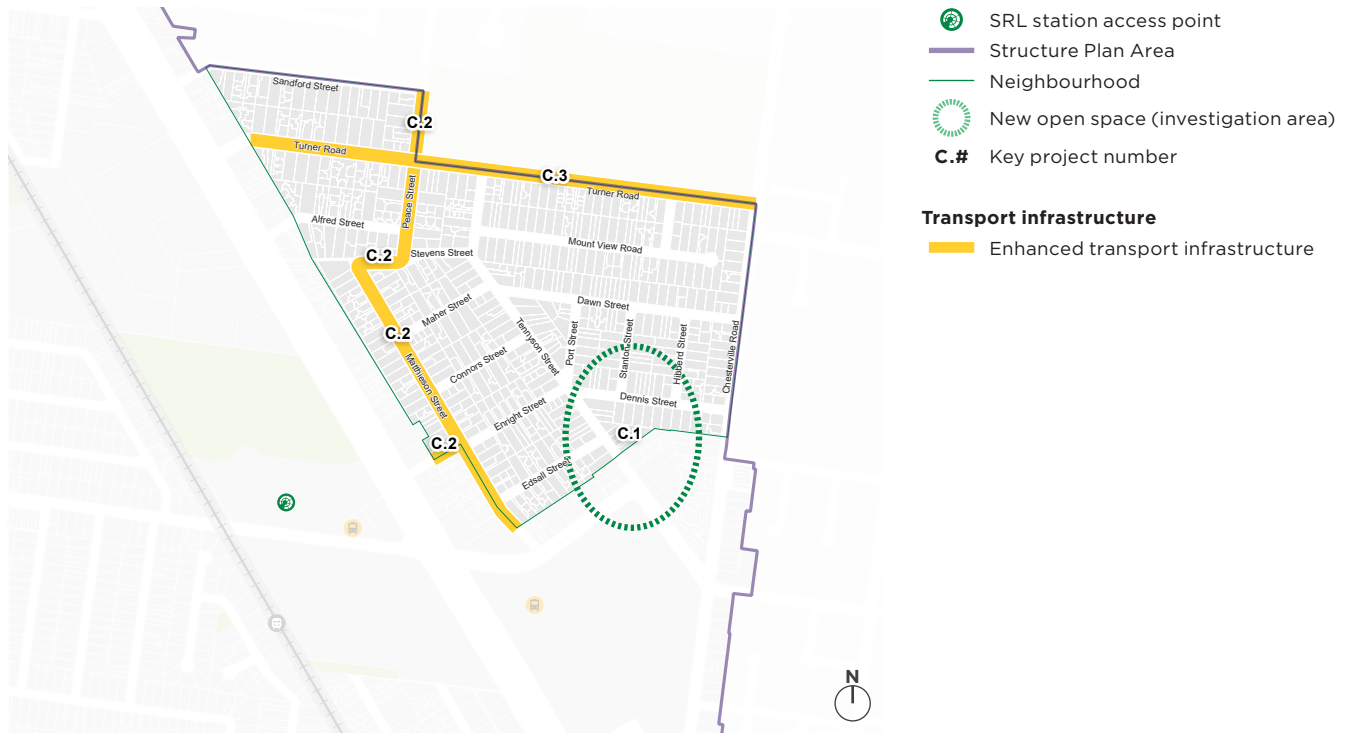 SRL station access point
Structure Plan Area
Neighbourhood
New open space (investigation area)
C.# Key project number
Transport infrastructure
Enhanced transport infrastructure
Sandford Street
C.2
Turner Road
C.3
Turner Road
Peace Street
Alfred Street
Mount View Road
C.2
Stevens Street
Maher Street
Dawn Street
C.2
Tennyson Street
Port Street
Stanton Street
Hibberd Street
Chesterville Road
Connors Street
Matthieson Street
Dennis Street
Enright Street
C.1
C.2
Edsall Street
N